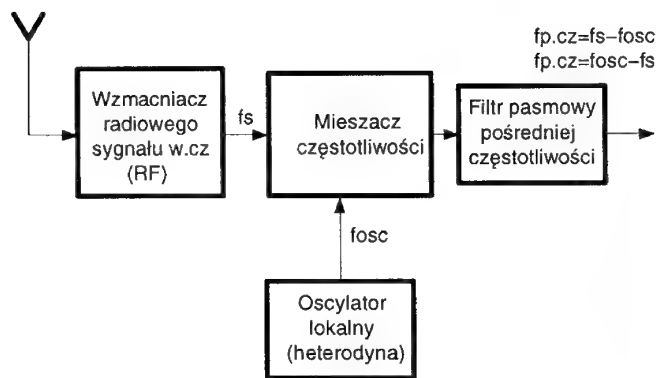 fp.cz=fs−fosc
fp.cz=fosc−fs
Wzmacniacz
radiowego
sygnału w.cz
(RF)
fs
Mieszacz
częstotliwości
Filtr pasmowy
pośredniej
częstotliwości
fosc
Oscylator
lokalny
(heterodyna)